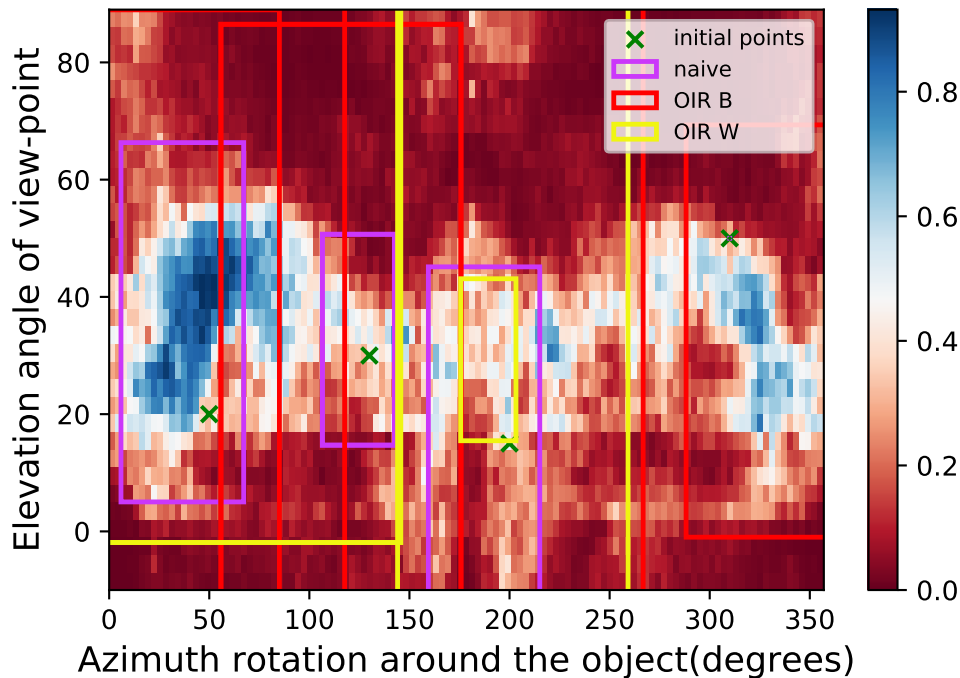 Elevation angle of view-point
80
60
40
20
0
initial points
naive
OIR B
OIR W
0.8
0.6
0.4
0.2
0.0
0 50 100 150 200 250 300 350
Azimuth rotation around the object(degrees)